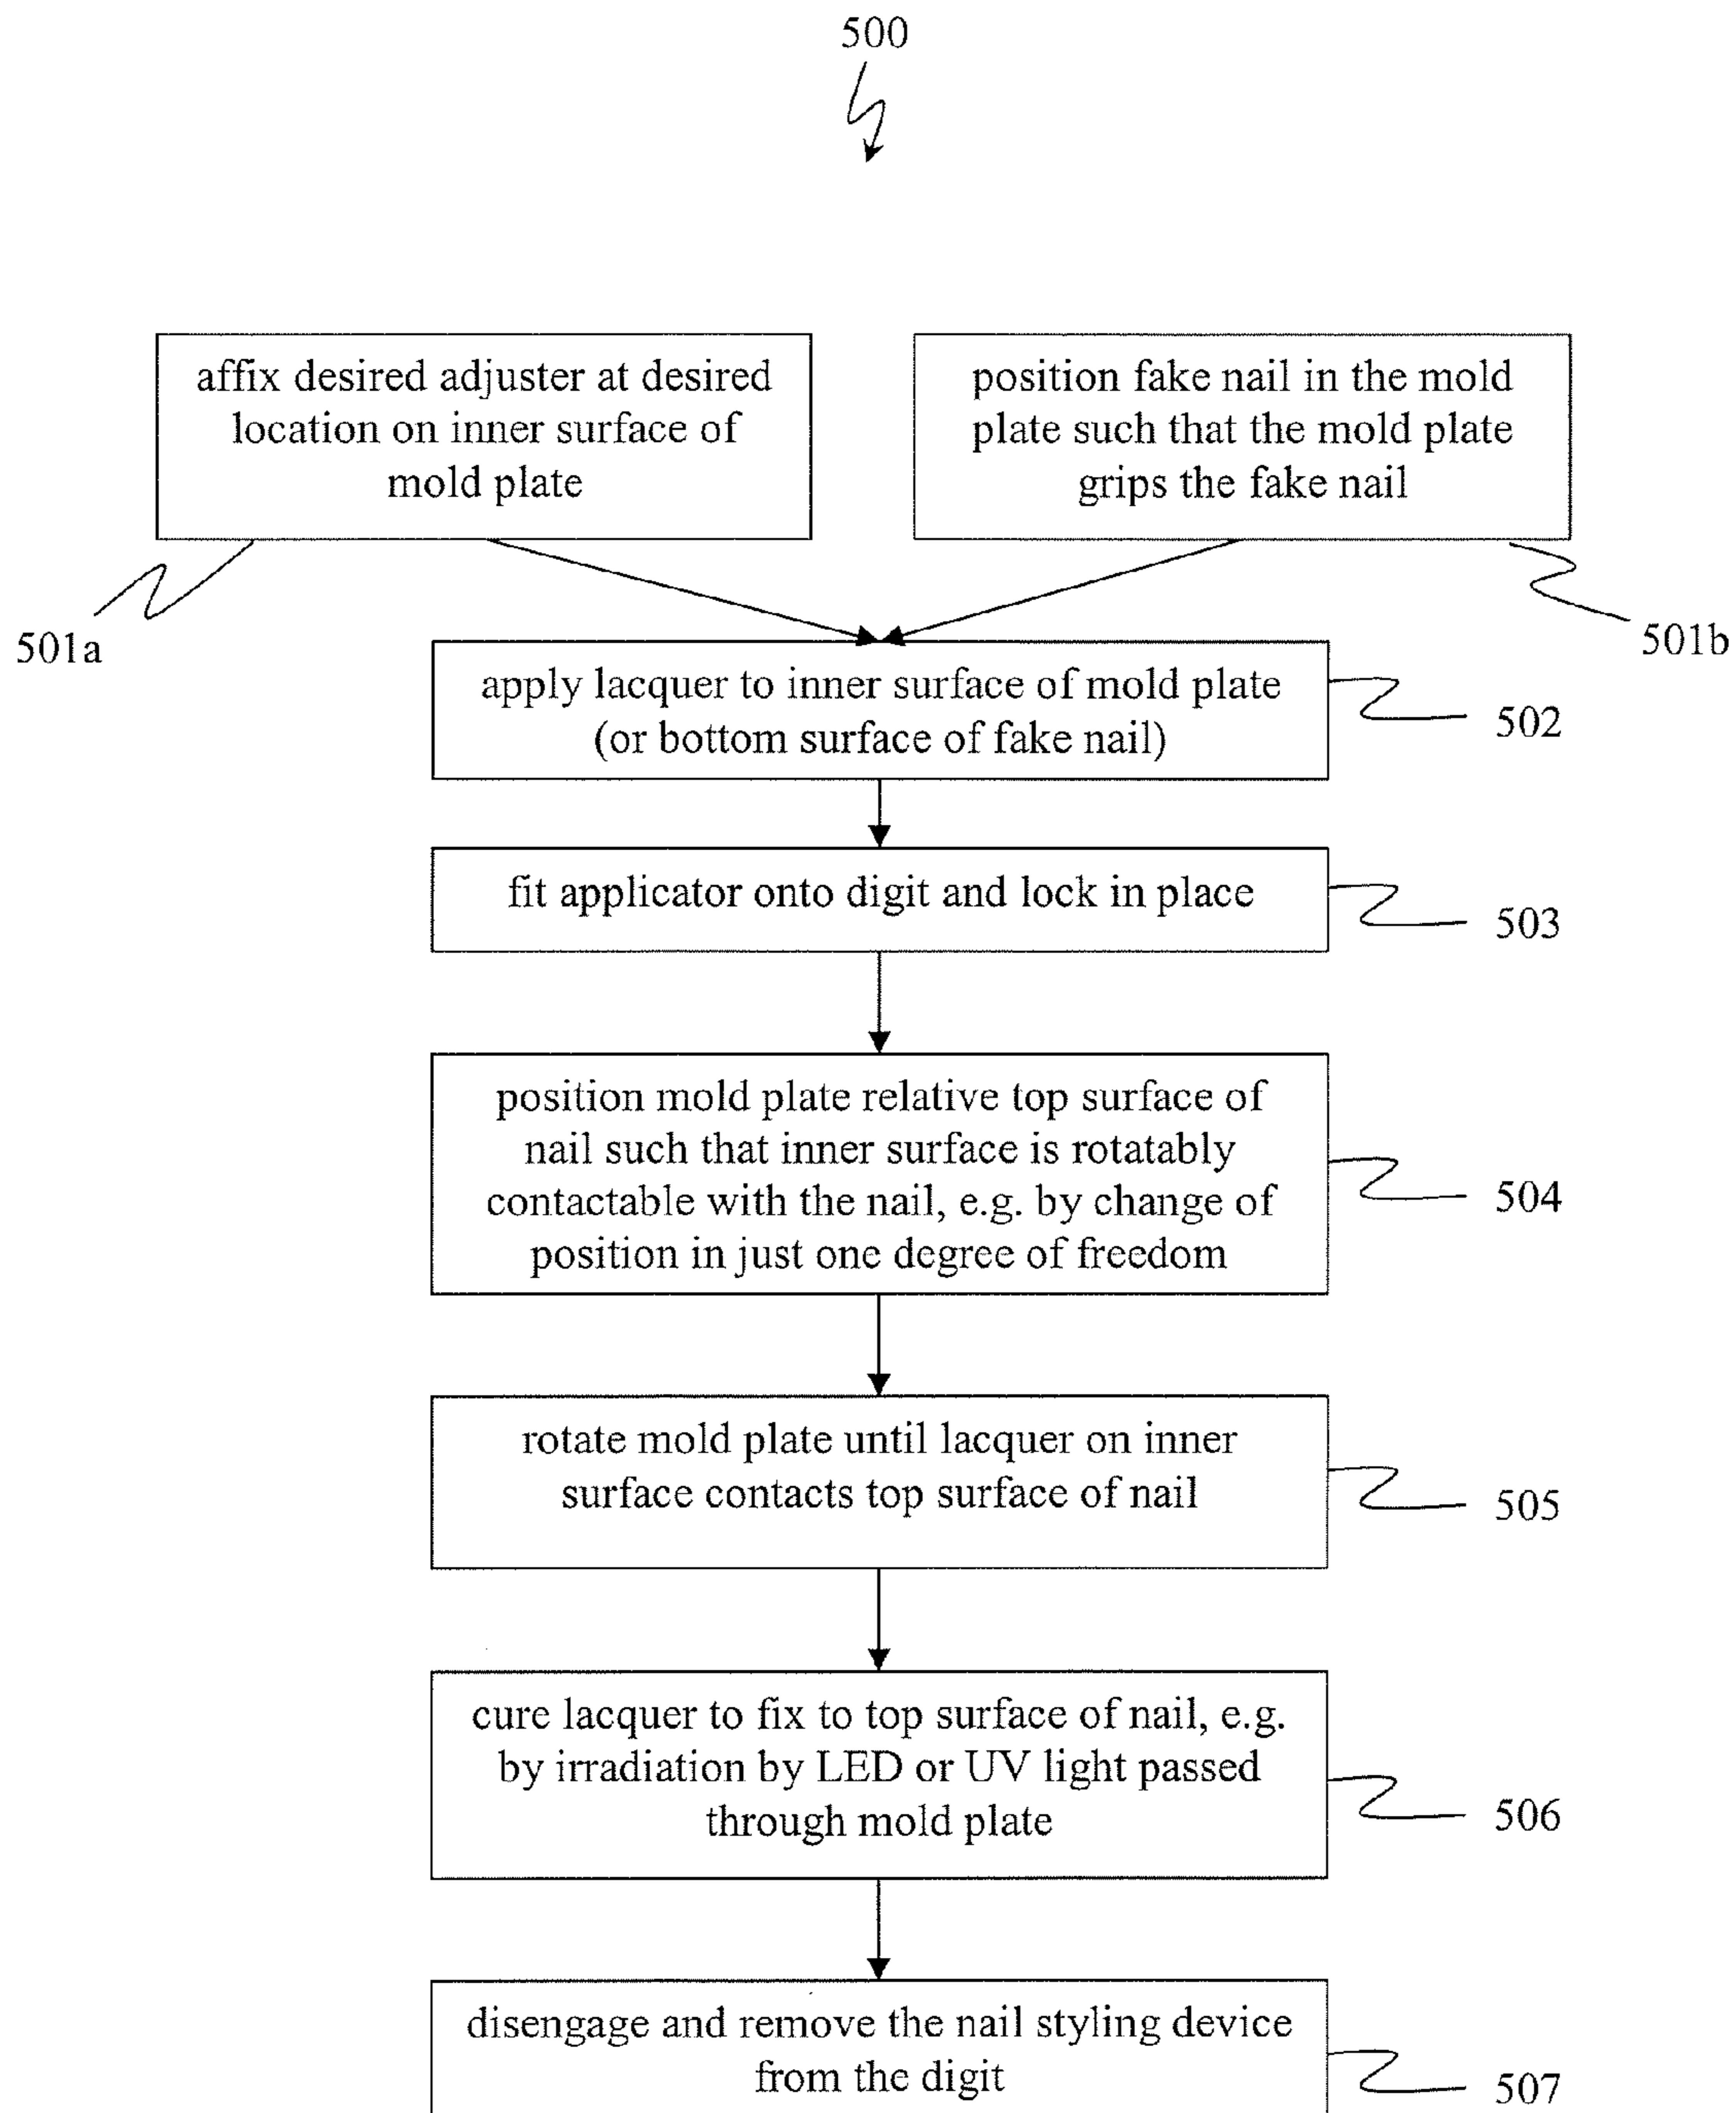 500
affix desired adjuster at desired
location on inner surface of
mold plate
position fake nail in the mold
plate such that the mold plate
grips the fake nail
501a
501b
apply lacquer to inner surface of mold plate
(or bottom surface of fake nail)
502
fit applicator onto digit and lock in place
503
position mold plate relative top surface of
nail such that inner surface is rotatably
contactable with the nail, e.g. by change of
position in just one degree of freedom
504
rotate mold plate until lacquer on inner
surface contacts top surface of nail
505
cure lacquer to fix to top surface of nail, e.g.
by irradiation by LED or UV light passed
through mold plate
506
disengage and remove the nail styling device
from the digit
507